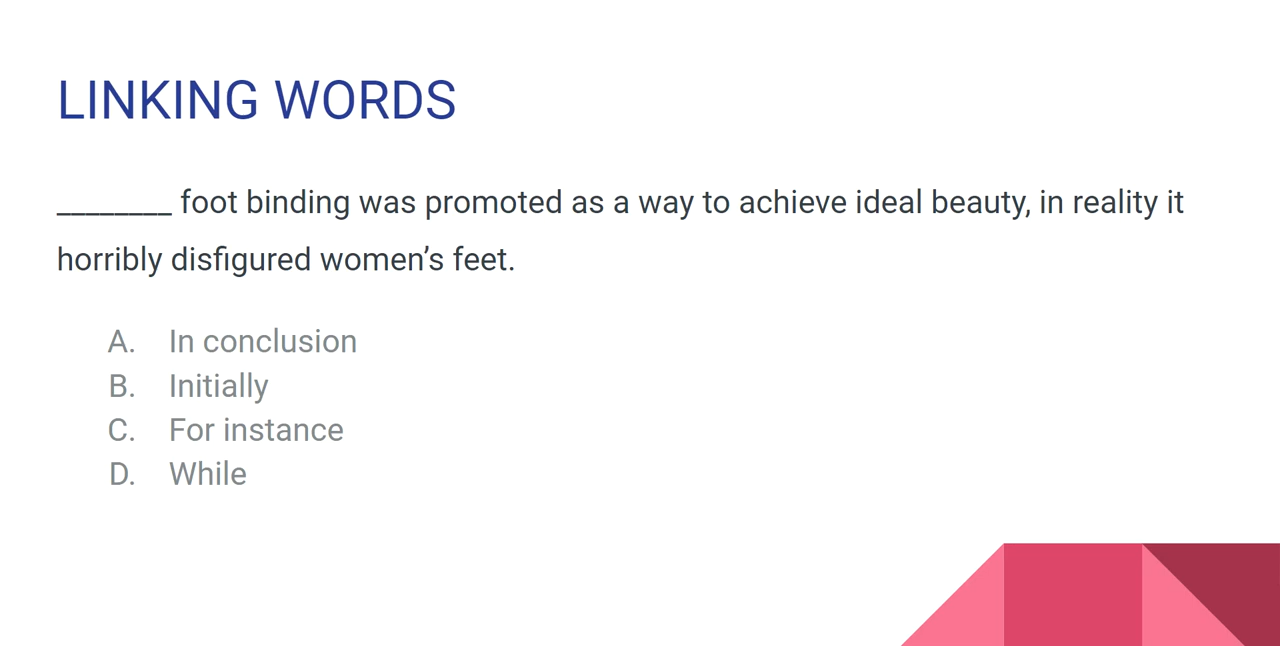 LINKING WORDS
________ foot binding was promoted as a way to achieve ideal beauty, in reality it
horribly disfigured women’s feet.
A. In conclusion
B. Initially
C. For instance
D. While